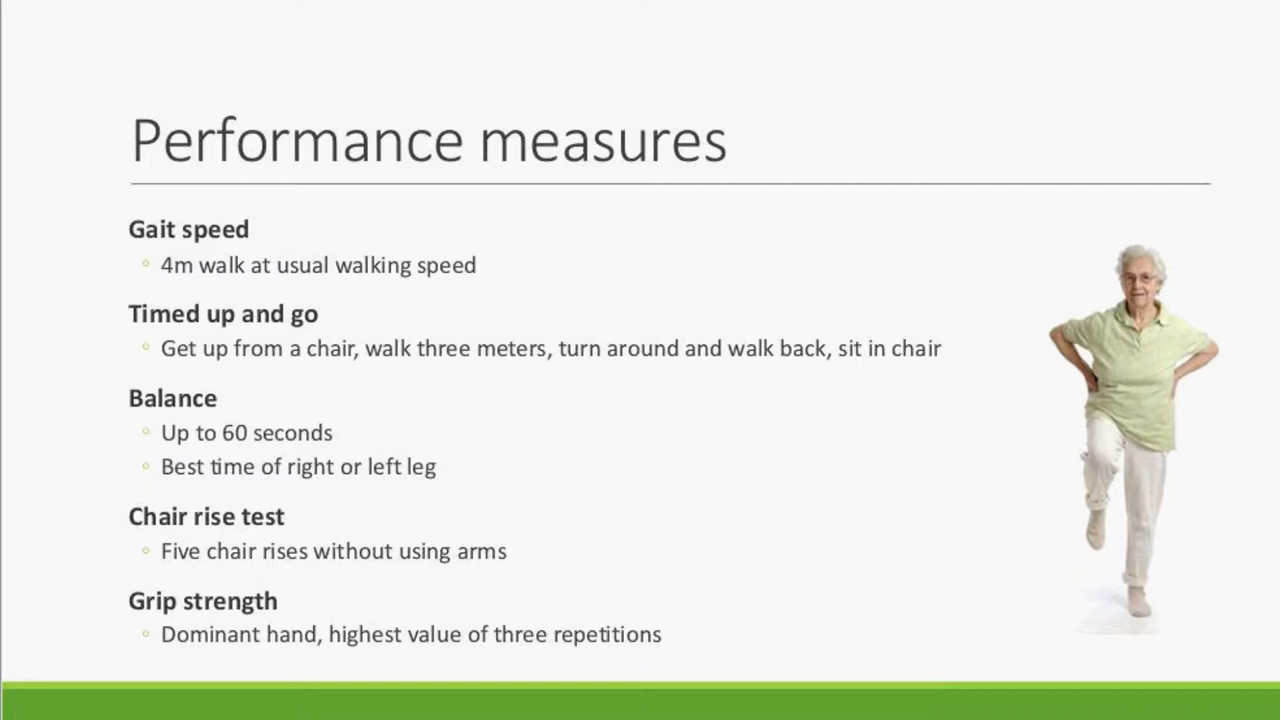 Performance measures
Gait speed
◦ 4m walk at usual walking speed
Timed up and go
◦ Get up from a chair, walk three meters, turn around and walk back, sit in chair
Balance
◦ Up to 60 seconds
◦ Best time of right or left leg
Chair rise test
◦ Five chair rises without using arms
Grip strength
◦ Dominant hand, highest value of three repetitions